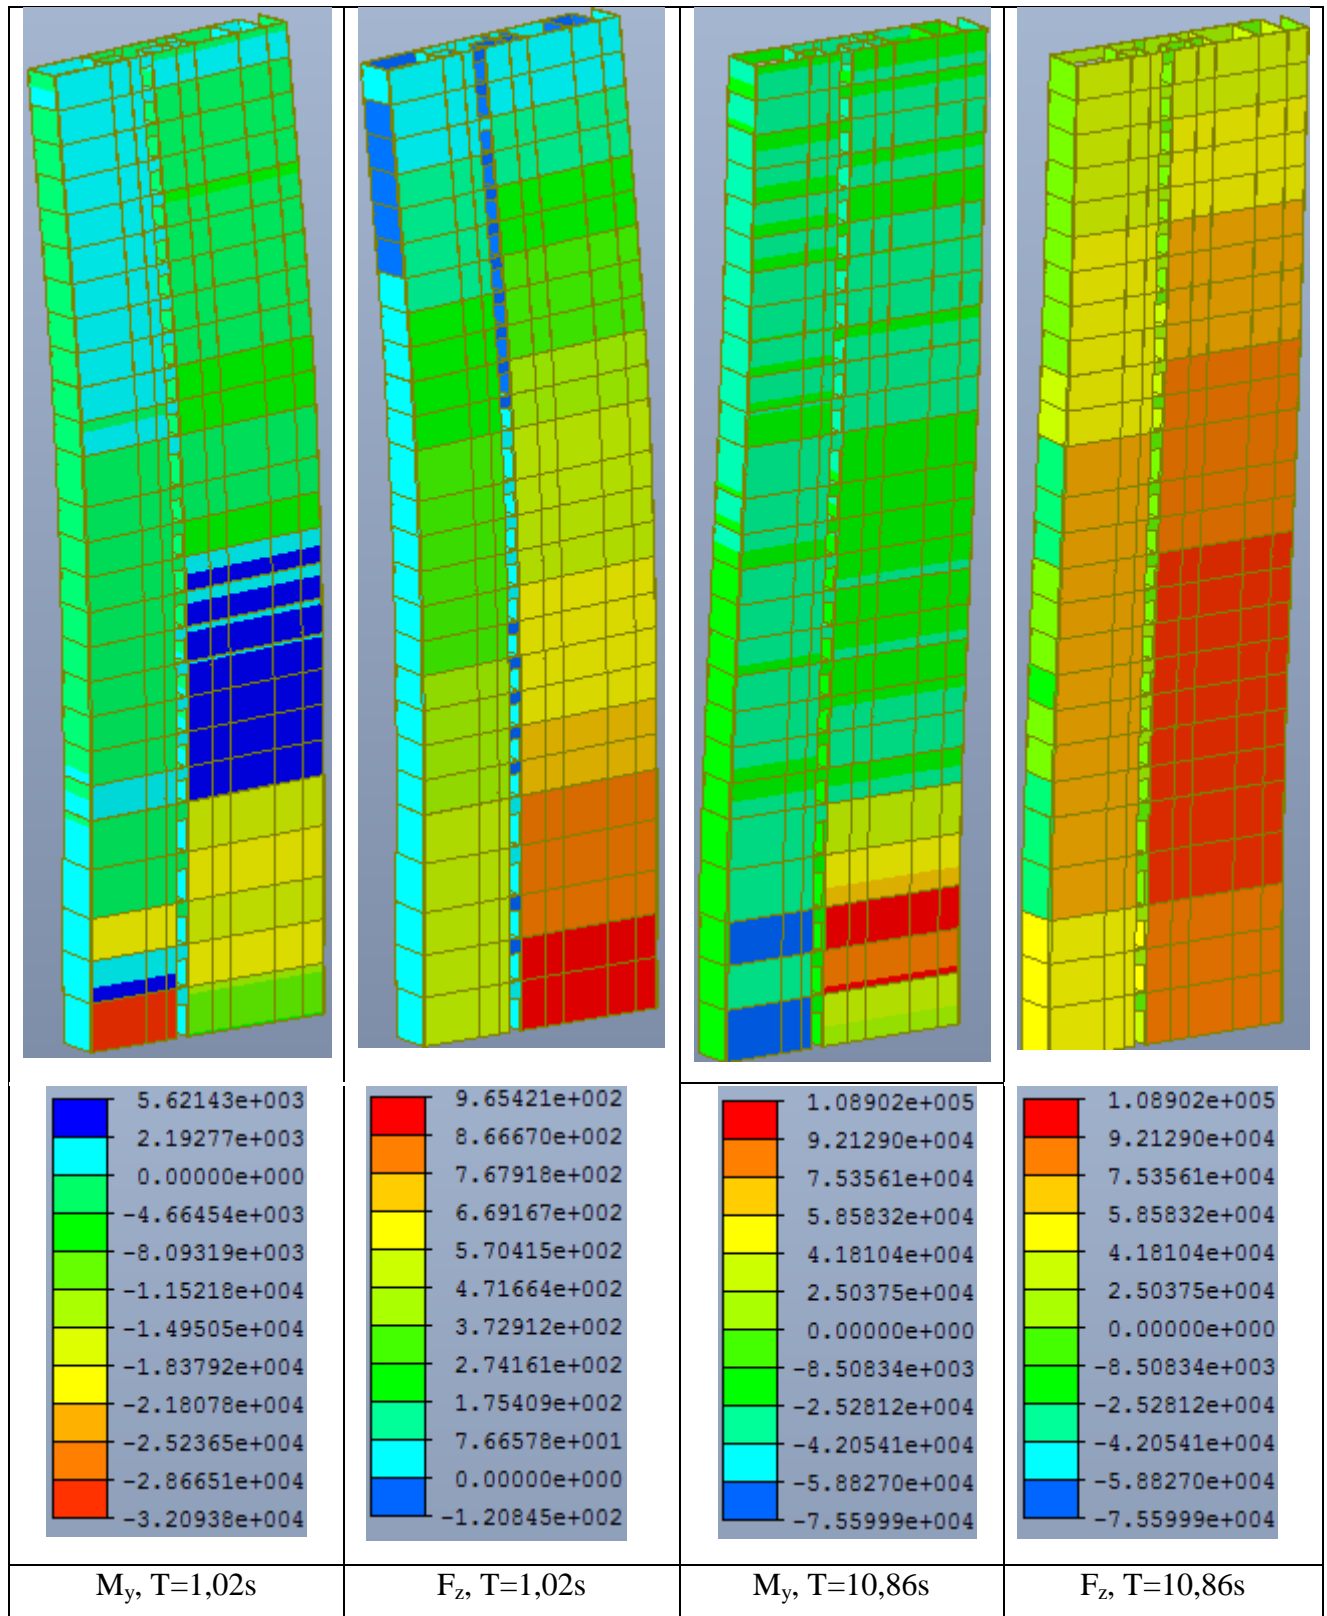 5.62143e+003
2.19277e+003
0.00000e+000
-4.66454e+003
-8.09319e+003
-1.15218e+004
-1.49505e+004
-1.83792e+004
-2.18078e+004
-2.52365e+004
-2.86651e+004
-3.20938e+004
9.65421e+002
8.66670e+002
7.67918e+002
6.69167e+002
5.70415e+002
4.71664e+002
3.72912e+002
2.74161e+002
1.75409e+002
7.66578e+001
0.00000e+000
-1.20845e+002
1.08902e+005
9.21290e+004
7.53561e+004
5.85832e+004
4.18104e+004
2.50375e+004
0.00000e+000
-8.50834e+003
-2.52812e+004
-4.20541e+004
-5.88270e+004
-7.55999e+004
1.08902e+005
9.21290e+004
7.53561e+004
5.85832e+004
4.18104e+004
2.50375e+004
0.00000e+000
-8.50834e+003
-2.52812e+004
-4.20541e+004
-5.88270e+004
-7.55999e+004
My, T=1,02s
Fz, T=1,02s
My, T=10,86s
Fz, T=10,86s